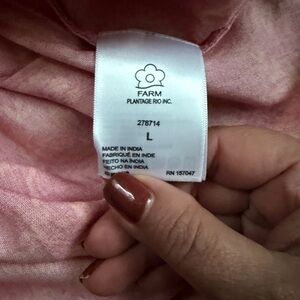 FARM
PLANTAGE RIO INC.
278714
L
MADE IN INDIA
FABRIQUÉ EN INDE
FEITO NA ÍNDIA
HECHO EN INDIA
RN 157047